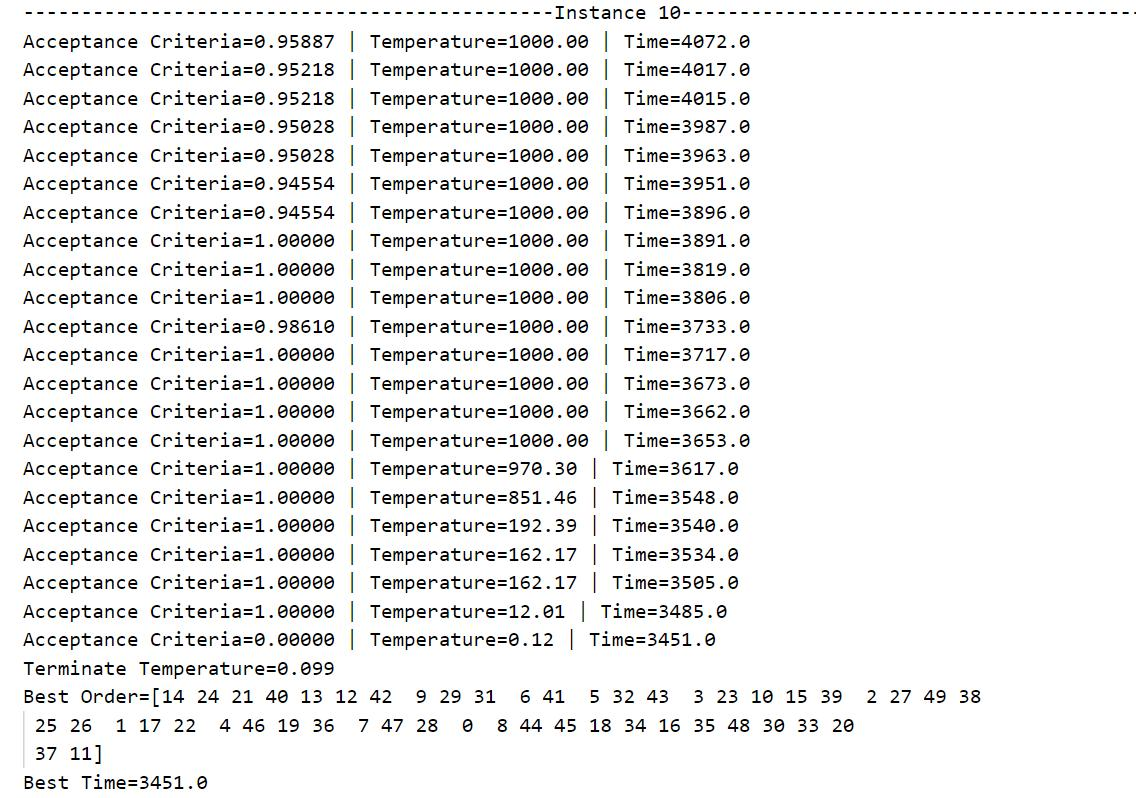 ----------------------------------------------Instance 10---------------------------------------
Acceptance Criteria=0.95887 | Temperature=1000.00 | Time=4072.0
Acceptance Criteria=0.95218 | Temperature=1000.00 | Time=4017.0
Acceptance Criteria=0.95218 | Temperature=1000.00 | Time=4015.0
Acceptance Criteria=0.95028 | Temperature=1000.00 | Time=3987.0
Acceptance Criteria=0.95028 | Temperature=1000.00 | Time=3963.0
Acceptance Criteria=0.94554 | Temperature=1000.00 | Time=3951.0
Acceptance Criteria=0.94554 | Temperature=1000.00 | Time=3896.0
Acceptance Criteria=1.00000 | Temperature=1000.00 | Time=3891.0
Acceptance Criteria=1.00000 | Temperature=1000.00 | Time=3819.0
Acceptance Criteria=1.00000 | Temperature=1000.00 | Time=3806.0
Acceptance Criteria=0.98610 | Temperature=1000.00 | Time=3733.0
Acceptance Criteria=1.00000 | Temperature=1000.00 | Time=3717.0
Acceptance Criteria=1.00000 | Temperature=1000.00 | Time=3673.0
Acceptance Criteria=1.00000 | Temperature=1000.00 | Time=3662.0
Acceptance Criteria=1.00000 | Temperature=1000.00 | Time=3653.0
Acceptance Criteria=1.00000 | Temperature=970.30 | Time=3617.0
Acceptance Criteria=1.00000 | Temperature=851.46 | Time=3548.0
Acceptance Criteria=1.00000 | Temperature=192.39 | Time=3540.0
Acceptance Criteria=1.00000 | Temperature=162.17 | Time=3534.0
Acceptance Criteria=1.00000 | Temperature=162.17 | Time=3505.0
Acceptance Criteria=1.00000 | Temperature=12.01 | Time=3485.0
Acceptance Criteria=0.00000 | Temperature=0.12 | Time=3451.0
Terminate Temperature=0.099
Best Order=[14 24 21 40 13 12 42  9 29 31  6 41  5 32 43  3 23 10 15 39  2 27 49 38
 25 26  1 17 22  4 46 19 36  7 47 28  0  8 44 45 18 34 16 35 48 30 33 20
 37 11]
Best Time=3451.0